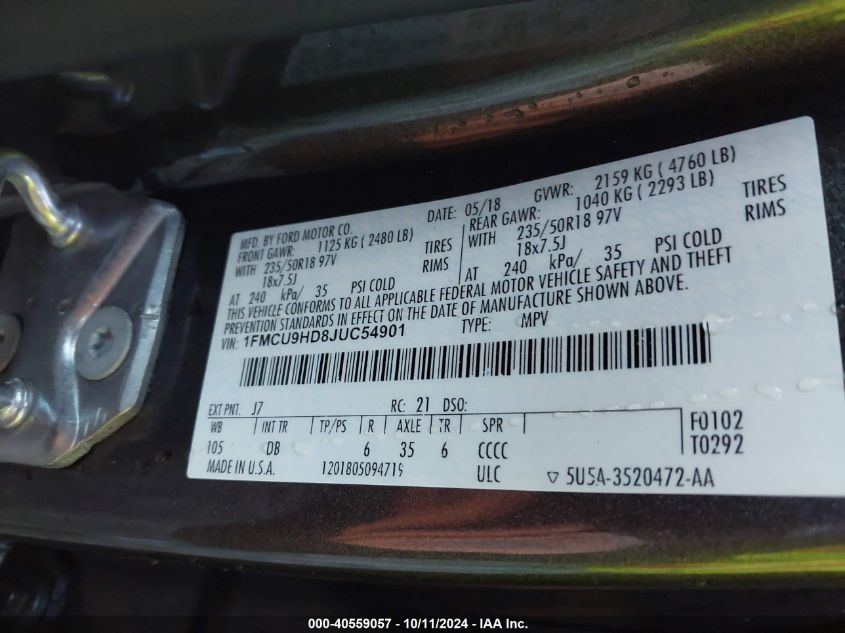 MFD. BY FORD MOTOR CO.
DATE: 05/18 GVWR: 2159 KG ( 4760 LB)
FRONT GAWR: 1125 KG ( 2480 LB)
REAR GAWR: 1040 KG ( 2293 LB)
WITH 235/50R18 97V TIRES
WITH 235/50R18 97V TIRES
18x7.5J RIMS
18x7.5J RIMS
AT 240 kPa/ 35 PSI COLD
AT 240 kPa/ 35 PSI COLD
THIS VEHICLE CONFORMS TO ALL APPLICABLE FEDERAL MOTOR VEHICLE SAFETY AND THEFT
PREVENTION STANDARDS IN EFFECT ON THE DATE OF MANUFACTURE SHOWN ABOVE.
VIN: 1FMCU9HD8JUC54901 TYPE: MPV
EXT PNT: J7 RC: 21 DSO:
WB INT TR TP/PS R AXLE TR SPR F0102
105 DB 6 35 6 CCCC T0292
MADE IN U.S.A. 1201805094719 ULC ▽ 5U5A-3520472-AA
000-40559057 - 10/11/2024 - IAA Inc.